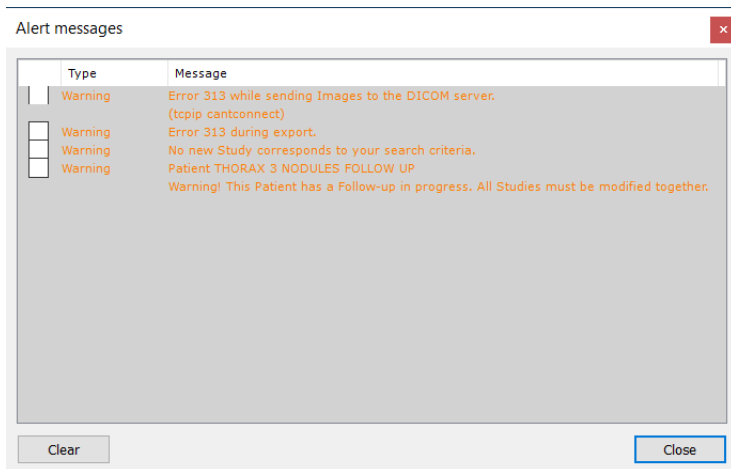 Alert messages
Type Message
Warning Error 313 while sending Images to the DICOM server.
(tcpip cantconnect)
Warning Error 313 during export.
Warning No new Study corresponds to your search criteria.
Warning Patient THORAX 3 NODULES FOLLOW UP
Warning! This Patient has a Follow-up in progress. All Studies must be modified together.
Clear Close